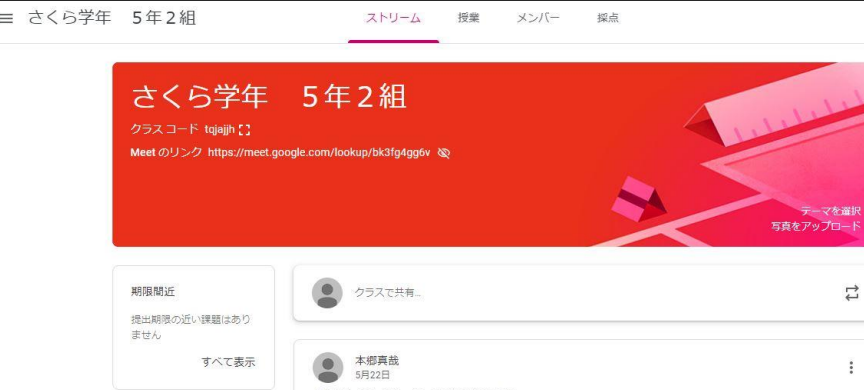 さくら学年　５年２組
ストリーム　授業　メンバー　採点
さくら学年　５年２組
クラス コード tqjajjh
Meet のリンク https://meet.google.com/lookup/bk3fg4gg6v
テーマを選択
写真をアップロード
期限間近
提出期限の近い課題はあり
ません
すべて表示
クラスで共有...
本郷真哉
5月22日